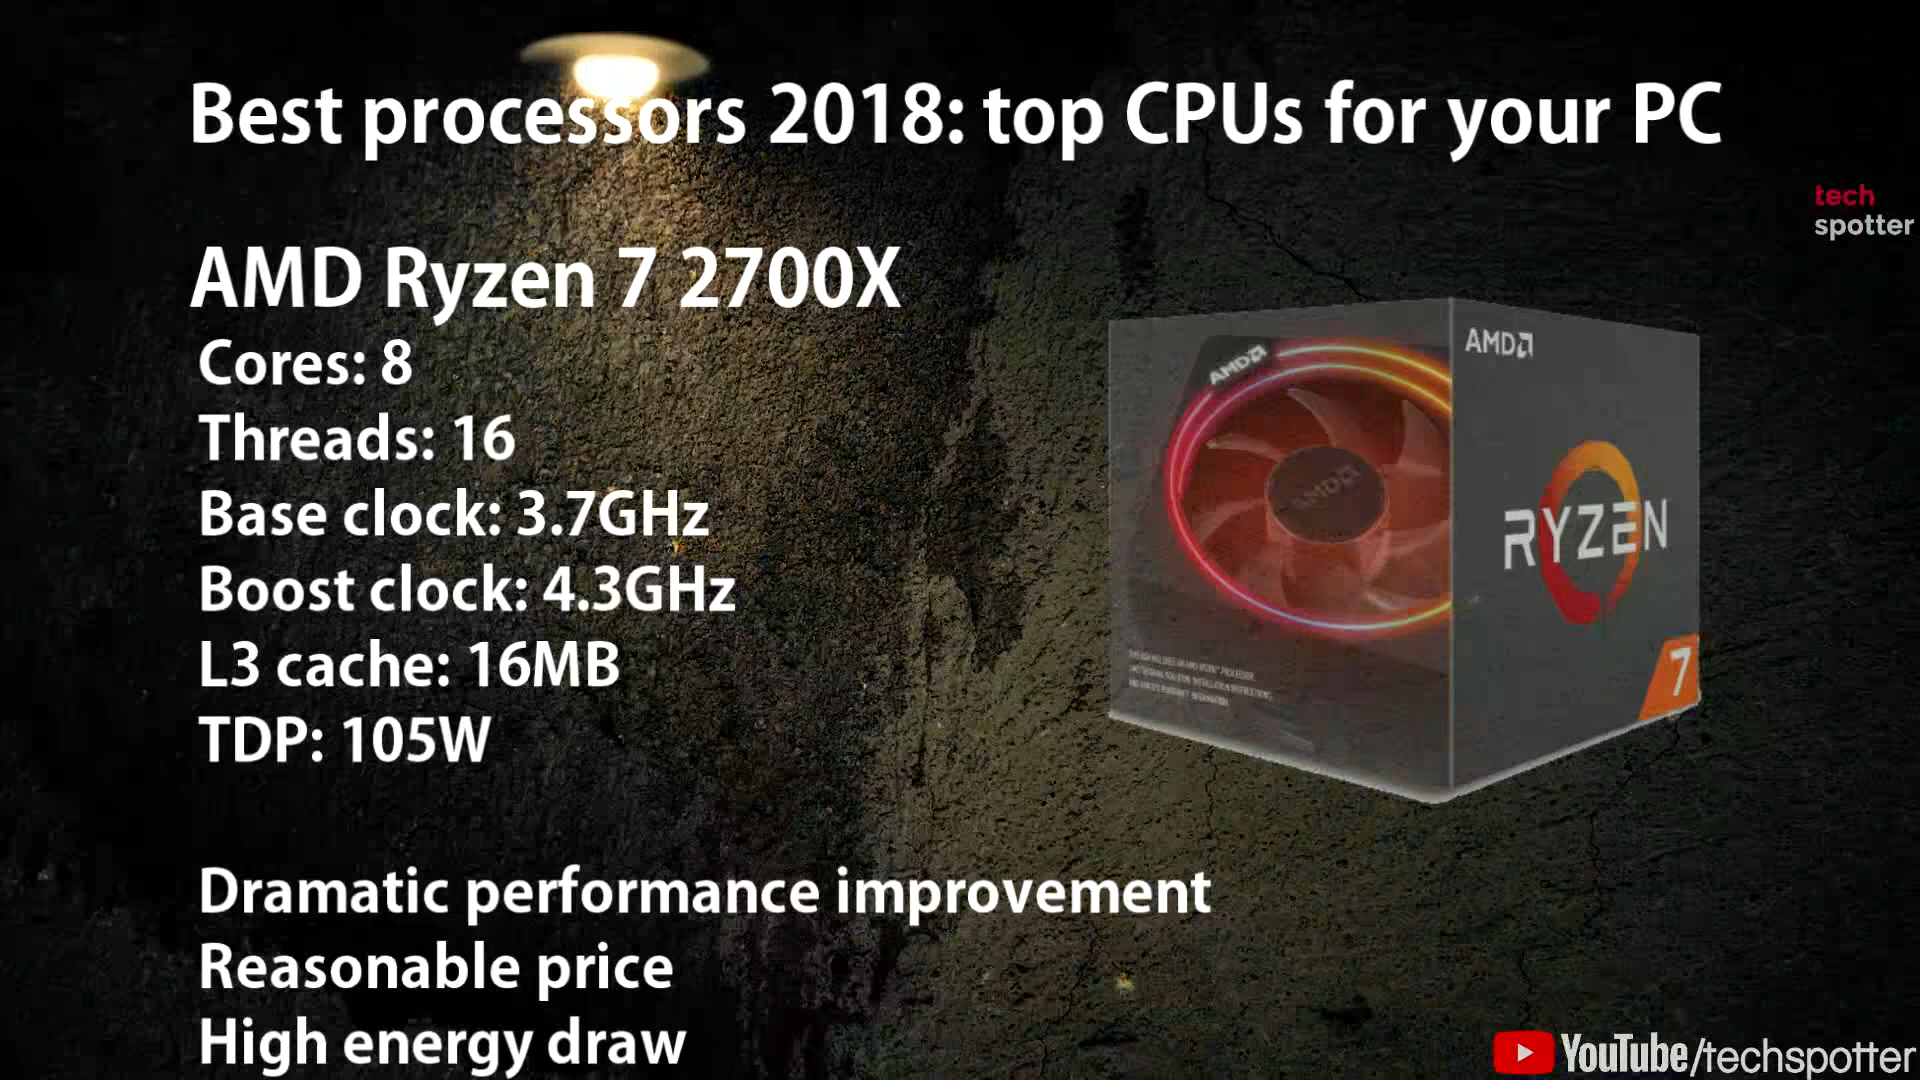 Best processors 2018: top CPUs for your PC
tech
spotter
AMD Ryzen 7 2700X
Cores: 8
Threads: 16
Base clock: 3.7GHz
Boost clock: 4.3GHz
L3 cache: 16MB
TDP: 105W
Dramatic performance improvement
Reasonable price
High energy draw
AMD
AMD
AMD
RYZEN
7
YouTube/techspotter